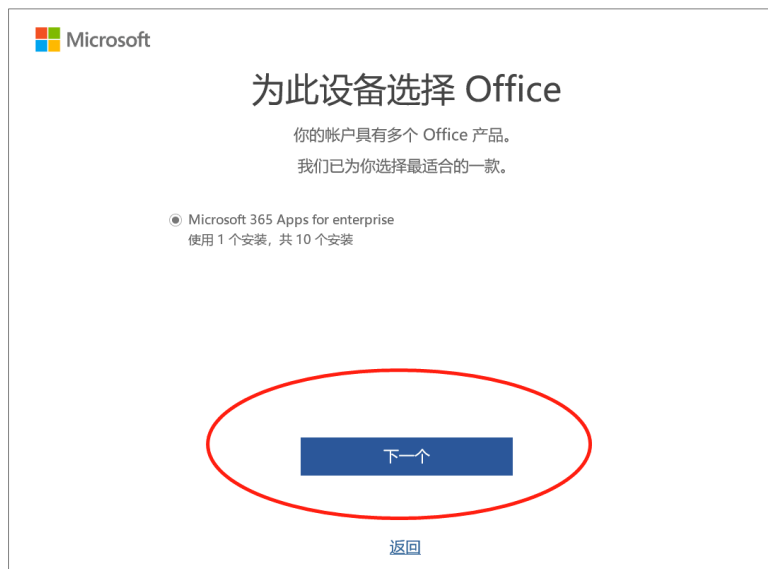 Microsoft
为此设备选择 Office
你的帐户具有多个 Office 产品。
我们已为你选择最适合的一款。
Microsoft 365 Apps for enterprise
使用 1 个安装，共 10 个安装
下一个
返回